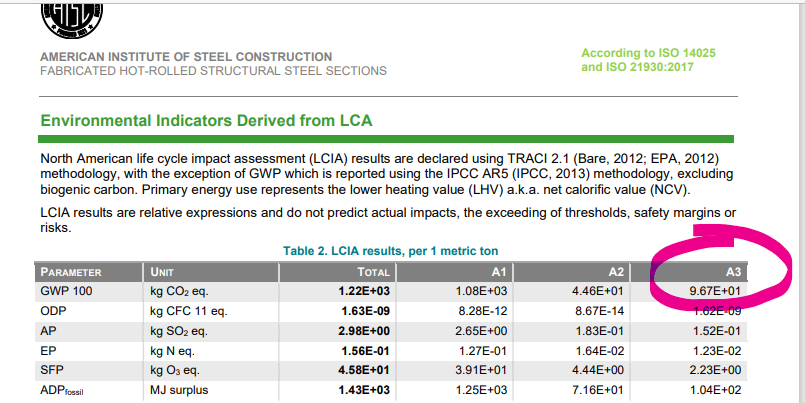 AMERICAN INSTITUTE OF STEEL CONSTRUCTION
FABRICATED HOT-ROLLED STRUCTURAL STEEL SECTIONS
According to ISO 14025
and ISO 21930:2017
Environmental Indicators Derived from LCA
North American life cycle impact assessment (LCIA) results are declared using TRACI 2.1 (Bare, 2012; EPA, 2012)
methodology, with the exception of GWP which is reported using the IPCC AR5 (IPCC, 2013) methodology, excluding
biogenic carbon. Primary energy use represents the lower heating value (LHV) a.k.a. net calorific value (NCV).
LCIA results are relative expressions and do not predict actual impacts, the exceeding of thresholds, safety margins or
risks.
Table 2. LCIA results, per 1 metric ton
PARAMETER UNIT TOTAL A1 A2 A3
GWP 100 kg CO2 eq. 1.22E+03 1.08E+03 4.46E+01 9.67E+01
ODP kg CFC 11 eq. 1.63E-09 8.28E-12 8.67E-14 1.62E-09
AP kg SO2 eq. 2.98E+00 2.65E+00 1.83E-01 1.52E-01
EP kg N eq. 1.56E-01 1.27E-01 1.64E-02 1.23E-02
SFP kg O3 eq. 4.58E+01 3.91E+01 4.44E+00 2.23E+00
ADPfossil MJ surplus 1.43E+03 1.25E+03 7.16E+01 1.04E+02